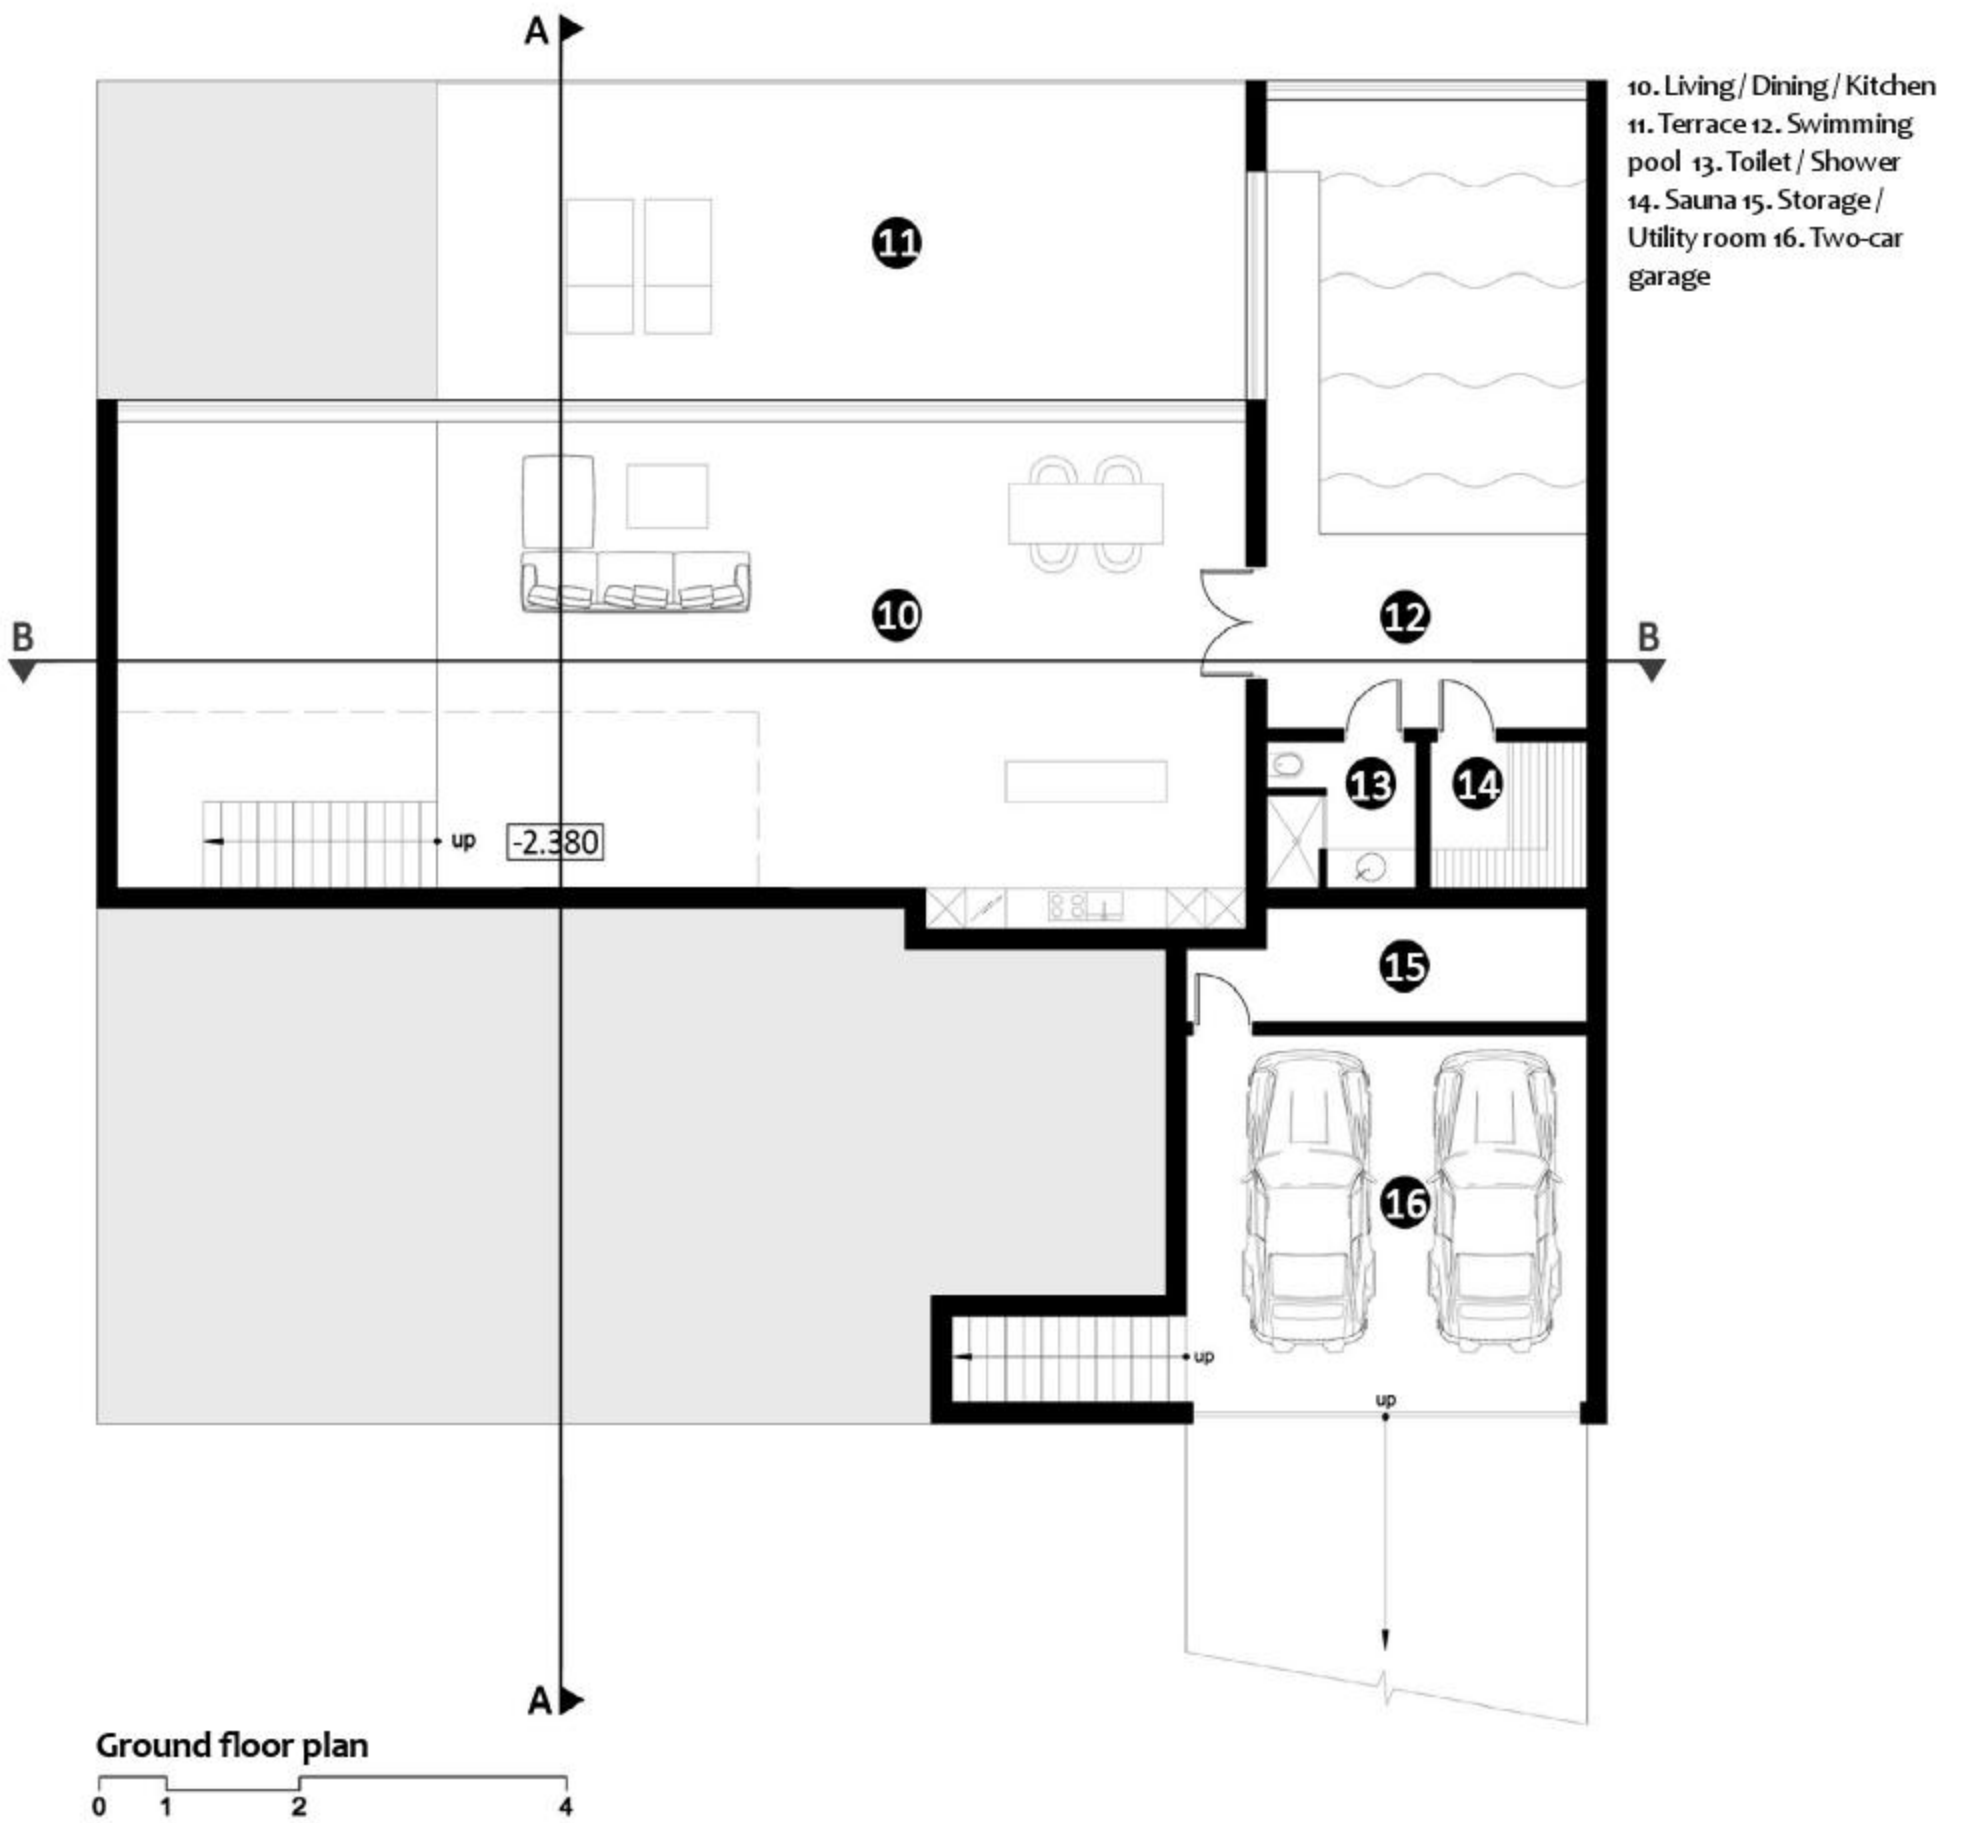 A
10. Living / Dining / Kitchen
11. Terrace 12. Swimming
pool 13. Toilet / Shower
14. Sauna 15. Storage /
Utility room 16. Two-car
garage
11
10
12
B
B
13
14
up
-2.380
15
16
up
up
A
Ground floor plan
0 1 2 4